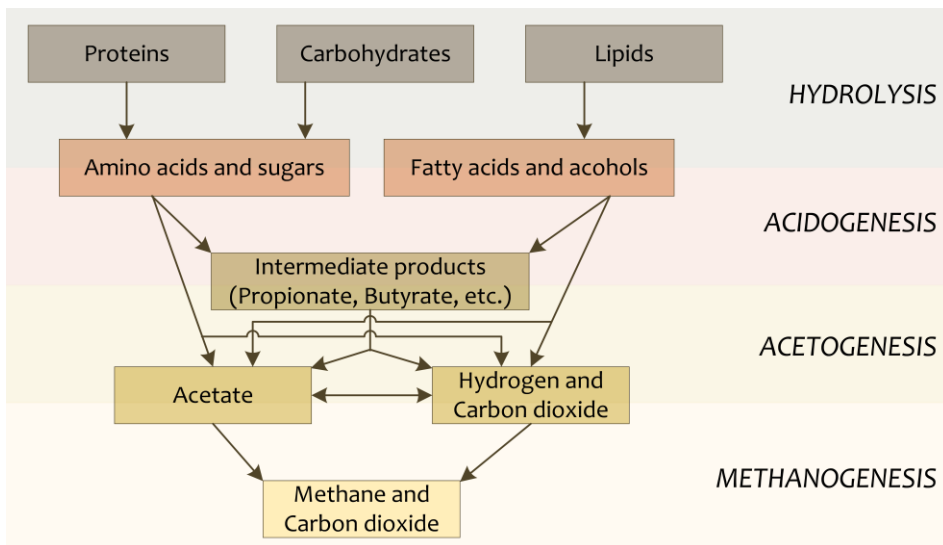 Proteins
Carbohydrates
Lipids
HYDROLYSIS
Amino acids and sugars
Fatty acids and acohols
ACIDOGENESIS
Intermediate products
(Propionate, Butyrate, etc.)
ACETOGENESIS
Acetate
Hydrogen and
Carbon dioxide
METHANOGENESIS
Methane and
Carbon dioxide